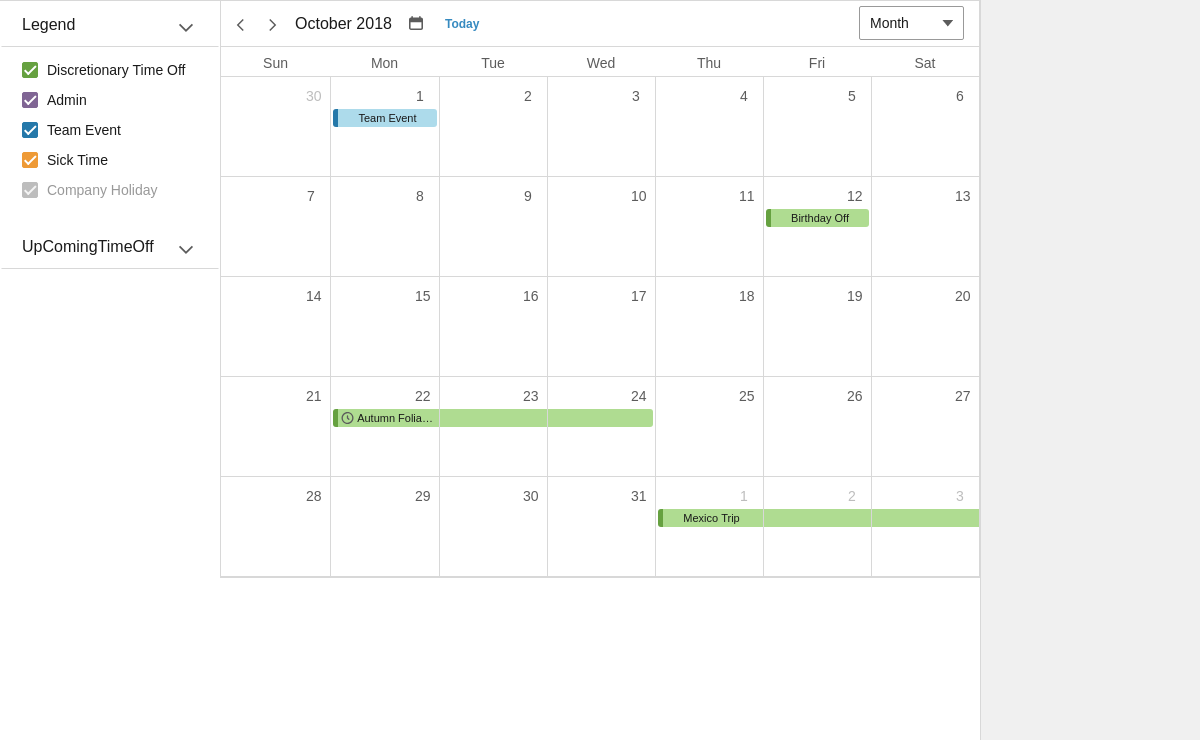 Legend
Discretionary Time Off
Admin
Team Event
Sick Time
Company Holiday
UpComingTimeOff
October 2018 Today Month
Sun Mon Tue Wed Thu Fri Sat
30 1 2 3 4 5 6
Team Event
7 8 9 10 11 12 13
Birthday Off
14 15 16 17 18 19 20
21 22 23 24 25 26 27
Autumn Folia…
28 29 30 31 1 2 3
Mexico Trip